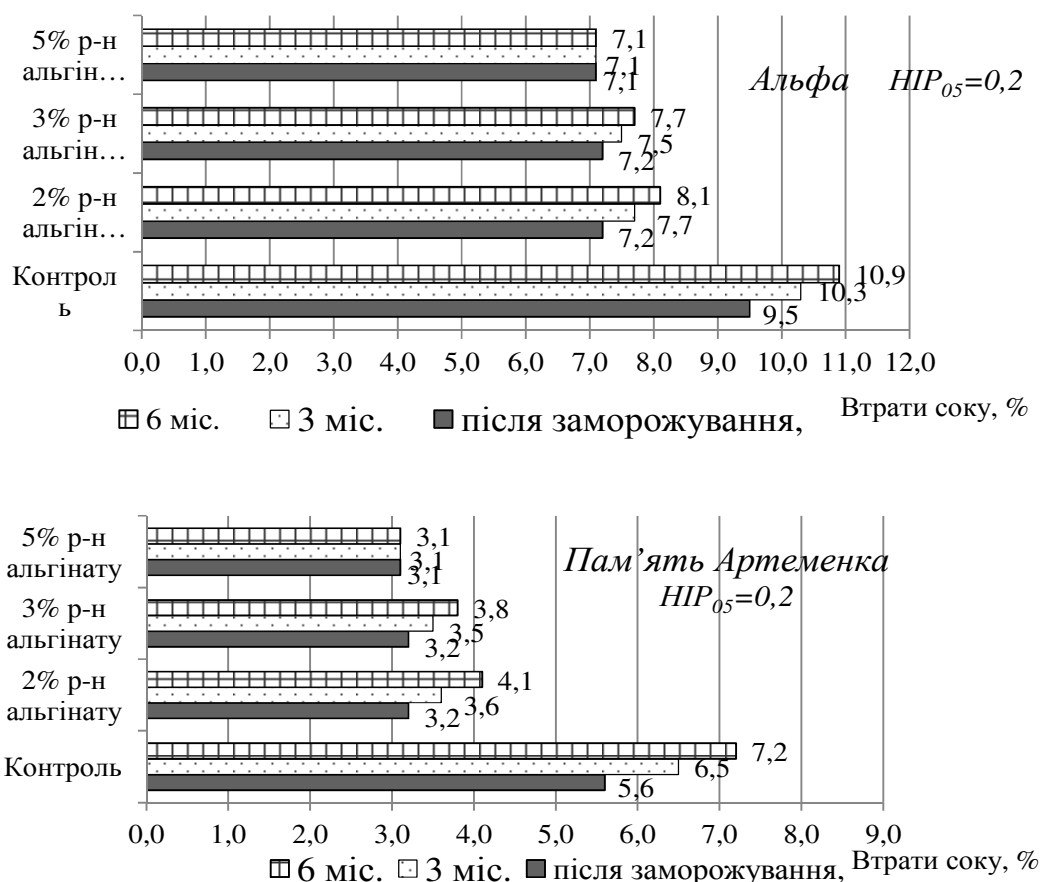 5% р-н
альгін…
7,1
7,1
7,1
Альфа НІР05=0,2
3% р-н
альгін…
7,7
7,5
7,2
2% р-н
альгін…
8,1
7,7
7,2
Контрол
ь
10,9
10,3
9,5
0,0 1,0 2,0 3,0 4,0 5,0 6,0 7,0 8,0 9,0 10,0 11,0 12,0
6 міс. 3 міс. після заморожування, Втрати соку, %
5% р-н
альгінату
3,1
3,1
3,1
Пам’ять Артеменка
НІР05=0,2
3% р-н
альгінату
3,8
3,5
3,2
2% р-н
альгінату
4,1
3,6
3,2
Контроль
7,2
6,5
5,6
0,0 1,0 2,0 3,0 4,0 5,0 6,0 7,0 8,0 9,0
6 міс. 3 міс. після заморожування, Втрати соку, %